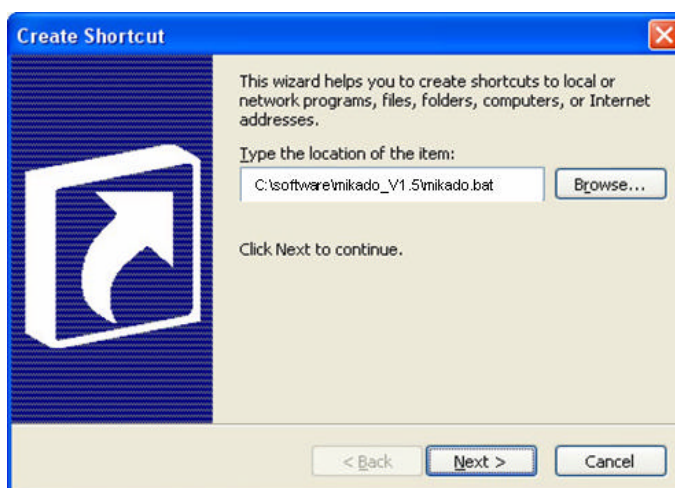 Create Shortcut
This wizard helps you to create shortcuts to local or
network programs, files, folders, computers, or Internet
addresses.
Type the location of the item:
C:\software\mikado_V1.5\mikado.bat
Browse...
Click Next to continue.
< Back
Next >
Cancel